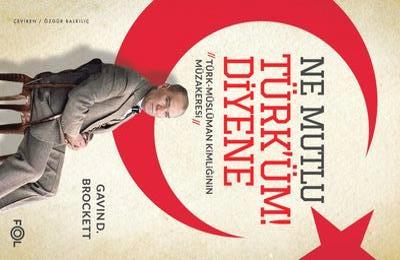 ÇEVİREN / ÖZGÜR BALKILIÇ
NE MUTLU
TÜRK'ÜM!
DİYENE
// TÜRK-MÜSLÜMAN KİMLİĞİNİN
MÜZAKERESİ //
GAVIN D.
BROCKETT
FOL